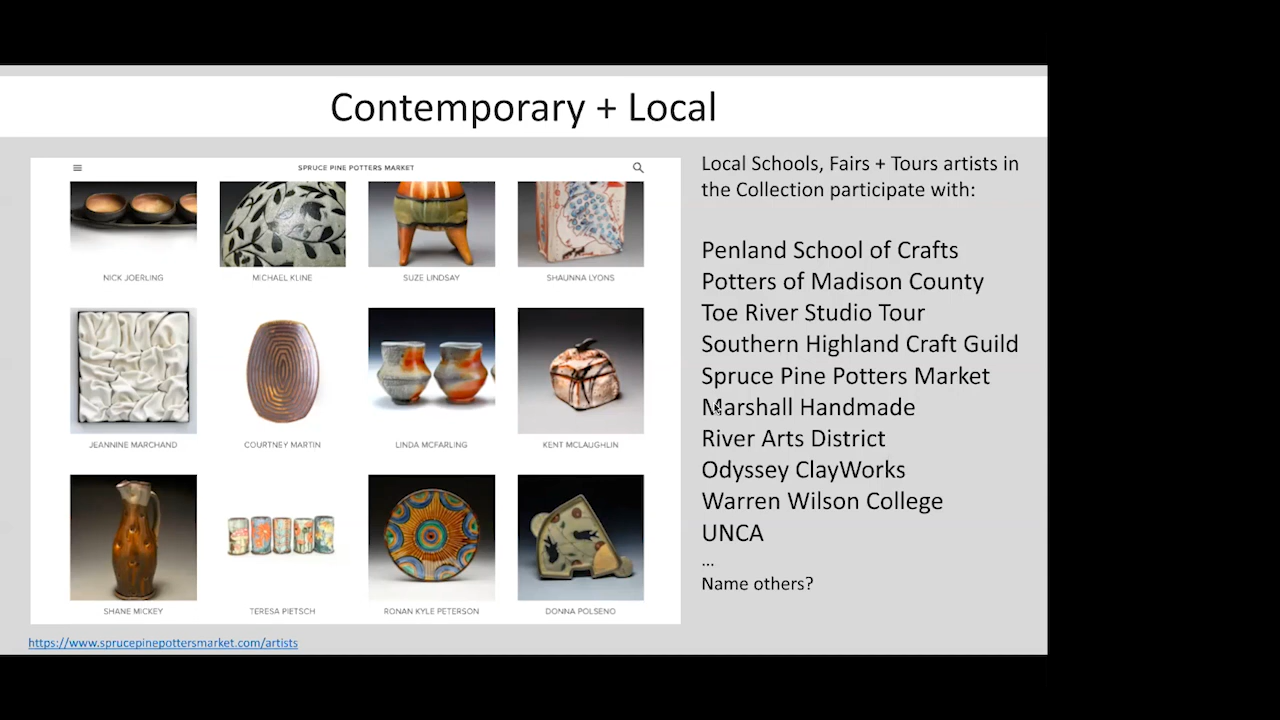 Contemporary + Local
SPRUCE PINE POTTERS MARKET
NICK JOERLING
MICHAEL KLINE
SUZE LINDSAY
SHAUNNA LYONS
JEANNINE MARCHAND
COURTNEY MARTIN
LINDA MCFARLING
KENT MCLAUGHLIN
SHANE MICKEY
TERESA PIETSCH
RONAN KYLE PETERSON
DONNA POLSENO
https://www.sprucepinepottersmarket.com/artists
Local Schools, Fairs + Tours artists in
the Collection participate with:
Penland School of Crafts
Potters of Madison County
Toe River Studio Tour
Southern Highland Craft Guild
Spruce Pine Potters Market
Marshall Handmade
River Arts District
Odyssey ClayWorks
Warren Wilson College
UNCA
...
Name others?